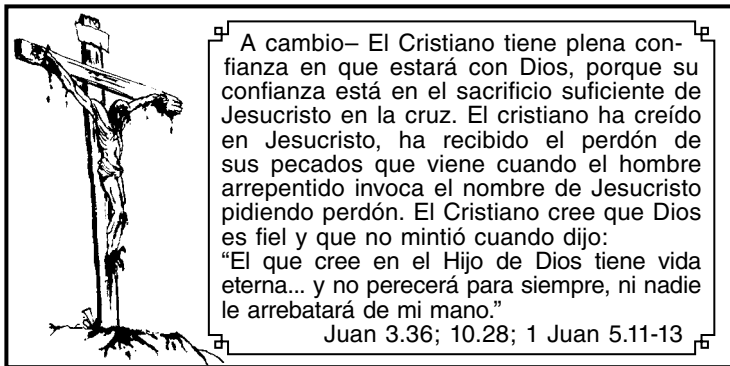 A cambio– El Cristiano tiene plena con-
fianza en que estará con Dios, porque su
confianza está en el sacrificio suficiente de
Jesucristo en la cruz. El cristiano ha creído
en Jesucristo, ha recibido el perdón de
sus pecados que viene cuando el hombre
arrepentido invoca el nombre de Jesucristo
pidiendo perdón. El Cristiano cree que Dios
es fiel y que no mintió cuando dijo:
“El que cree en el Hijo de Dios tiene vida
eterna... y no perecerá para siempre, ni nadie
le arrebatará de mi mano.”
Juan 3.36; 10.28; 1 Juan 5.11-13